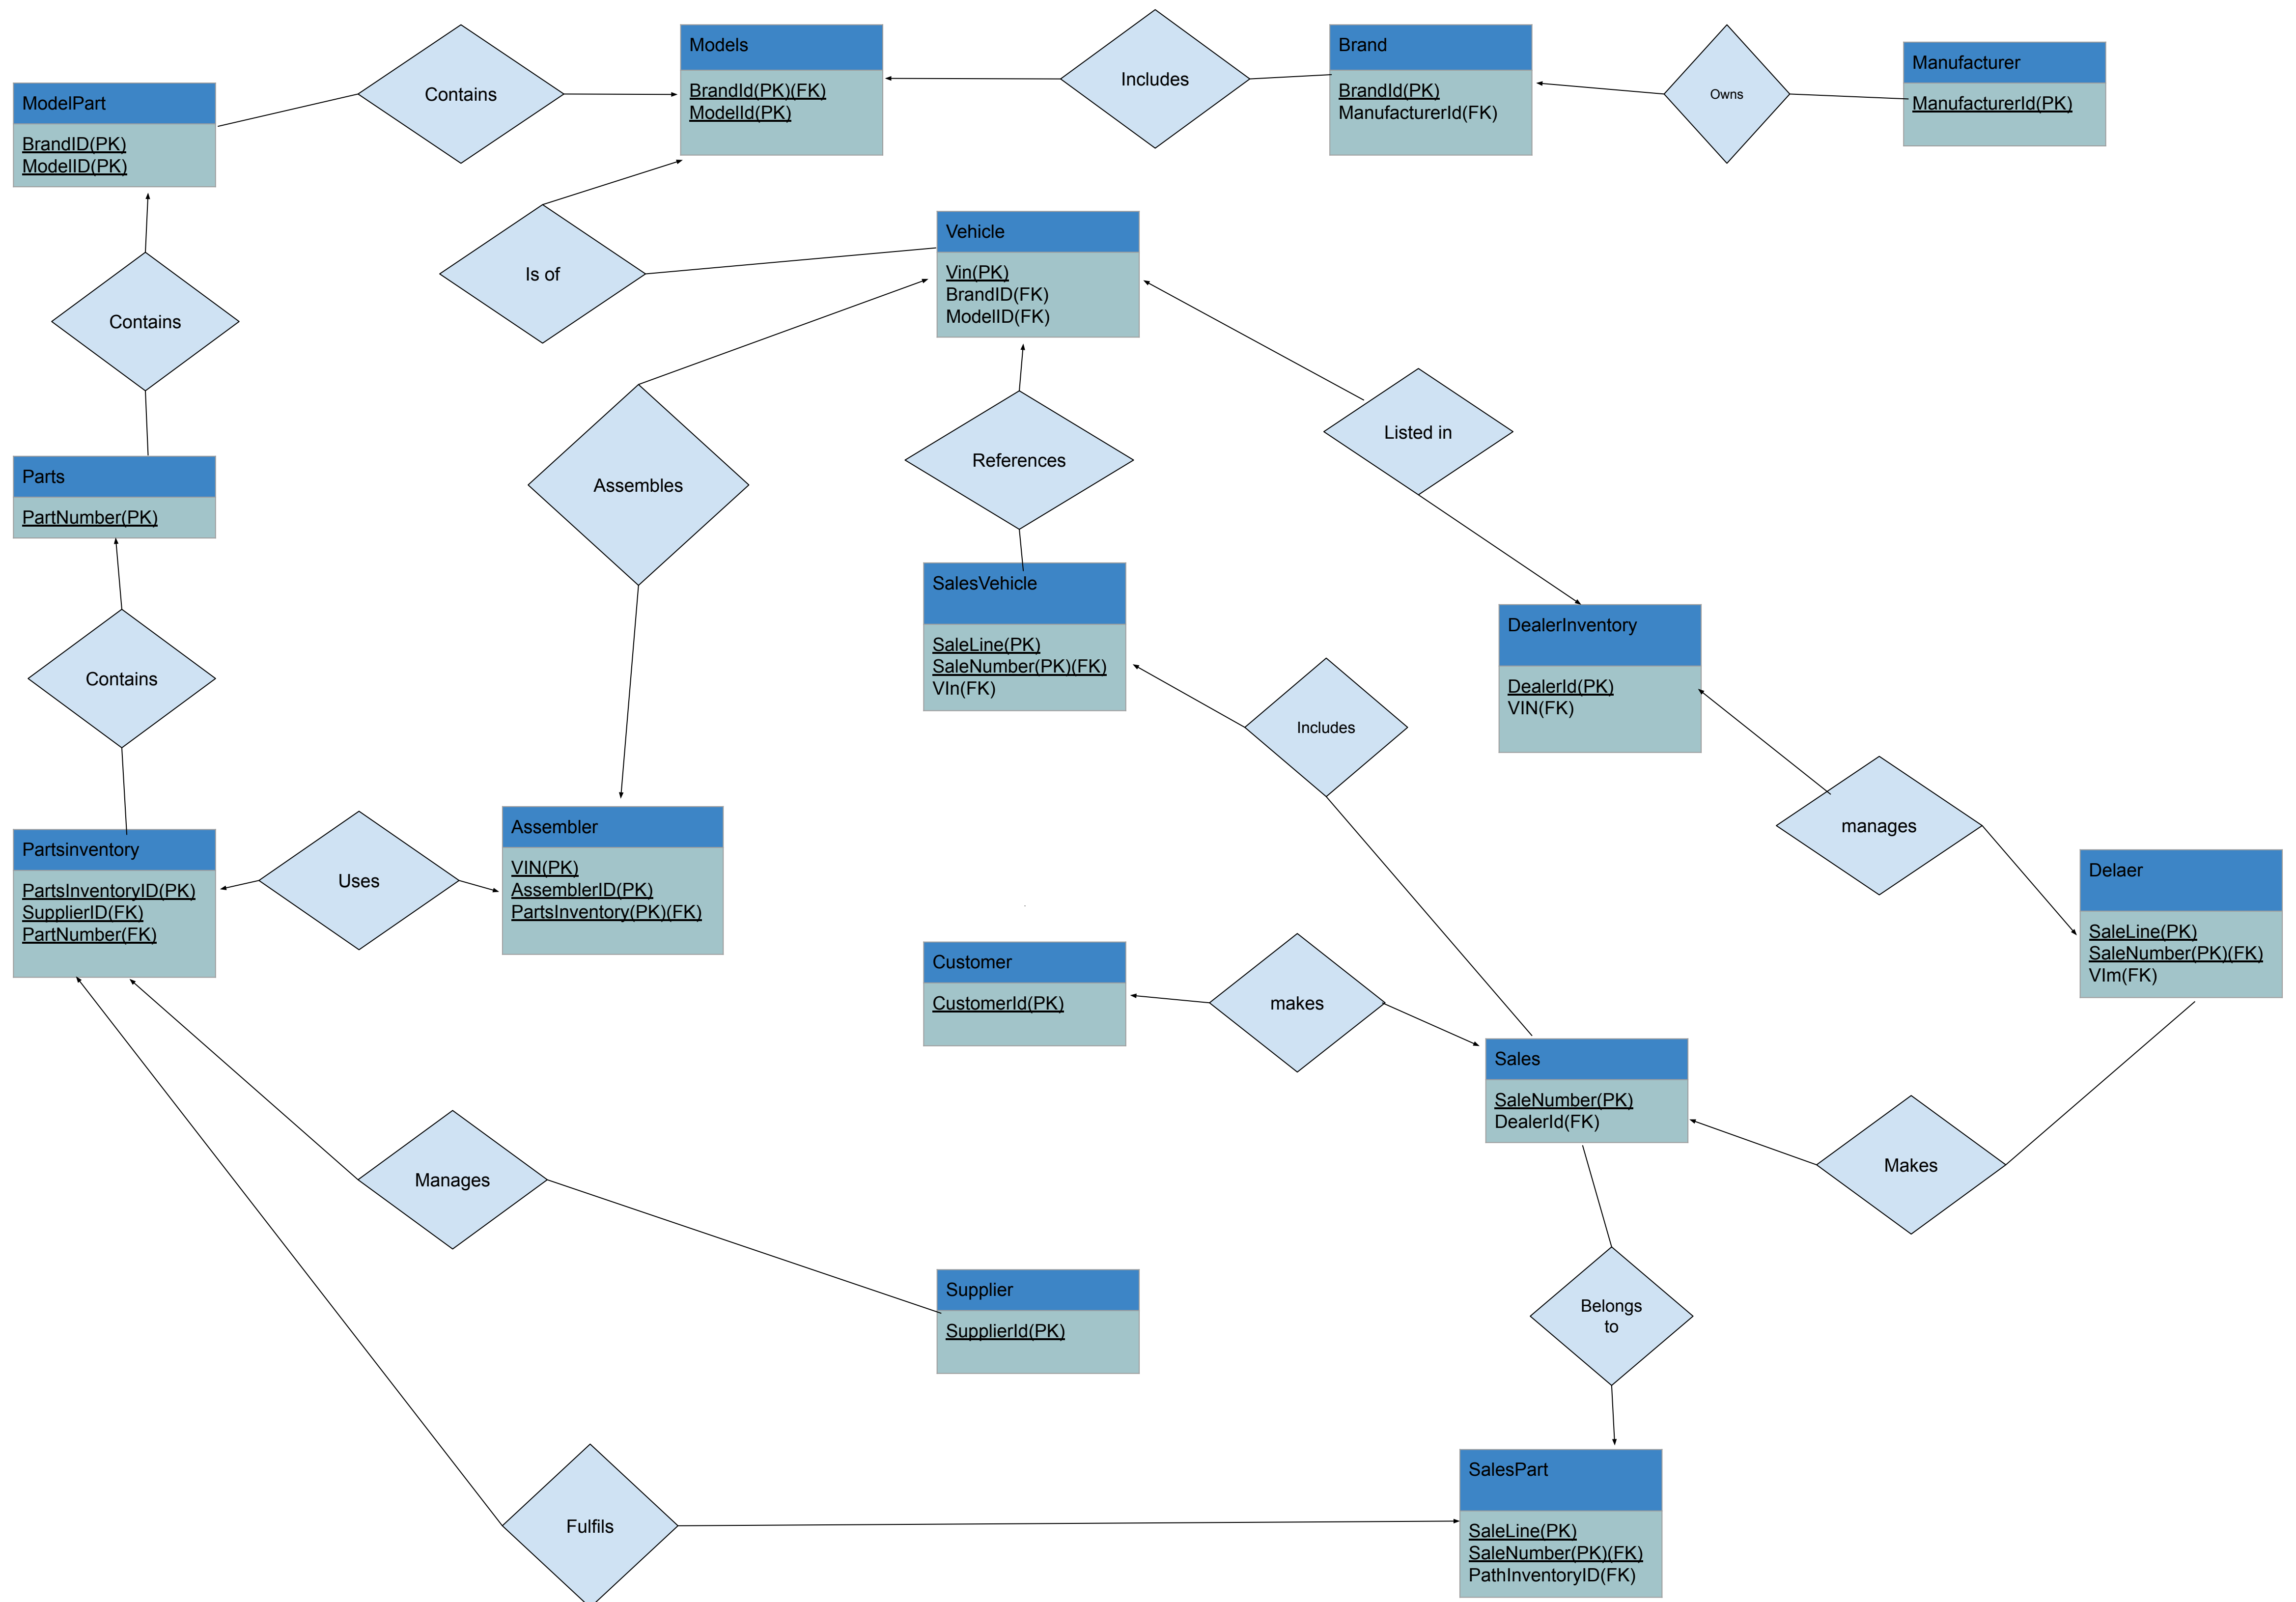 Models
BrandId(PK)(FK)
ModelId(PK)
Includes
Brand
BrandId(PK)
ManufacturerId(FK)
Owns
Manufacturer
ManufacturerId(PK)
Contains
ModelPart
BrandID(PK)
ModelID(PK)
Is of
Vehicle
Vin(PK)
BrandID(FK)
ModelID(FK)
Contains
Listed in
Parts
PartNumber(PK)
Assembles
References
SalesVehicle
SaleLine(PK)
SaleNumber(PK)(FK)
VIn(FK)
DealerInventory
DealerId(PK)
VIN(FK)
Contains
Includes
manages
Partsinventory
PartsInventoryID(PK)
SupplierID(FK)
PartNumber(FK)
Uses
Assembler
VIN(PK)
AssemblerID(PK)
PartsInventory(PK)(FK)
Delaer
SaleLine(PK)
SaleNumber(PK)(FK)
VIm(FK)
Customer
CustomerId(PK)
makes
Sales
SaleNumber(PK)
DealerId(FK)
Makes
Manages
Supplier
SupplierId(PK)
Belongs
to
Fulfils
SalesPart
SaleLine(PK)
SaleNumber(PK)(FK)
PathInventoryID(FK)